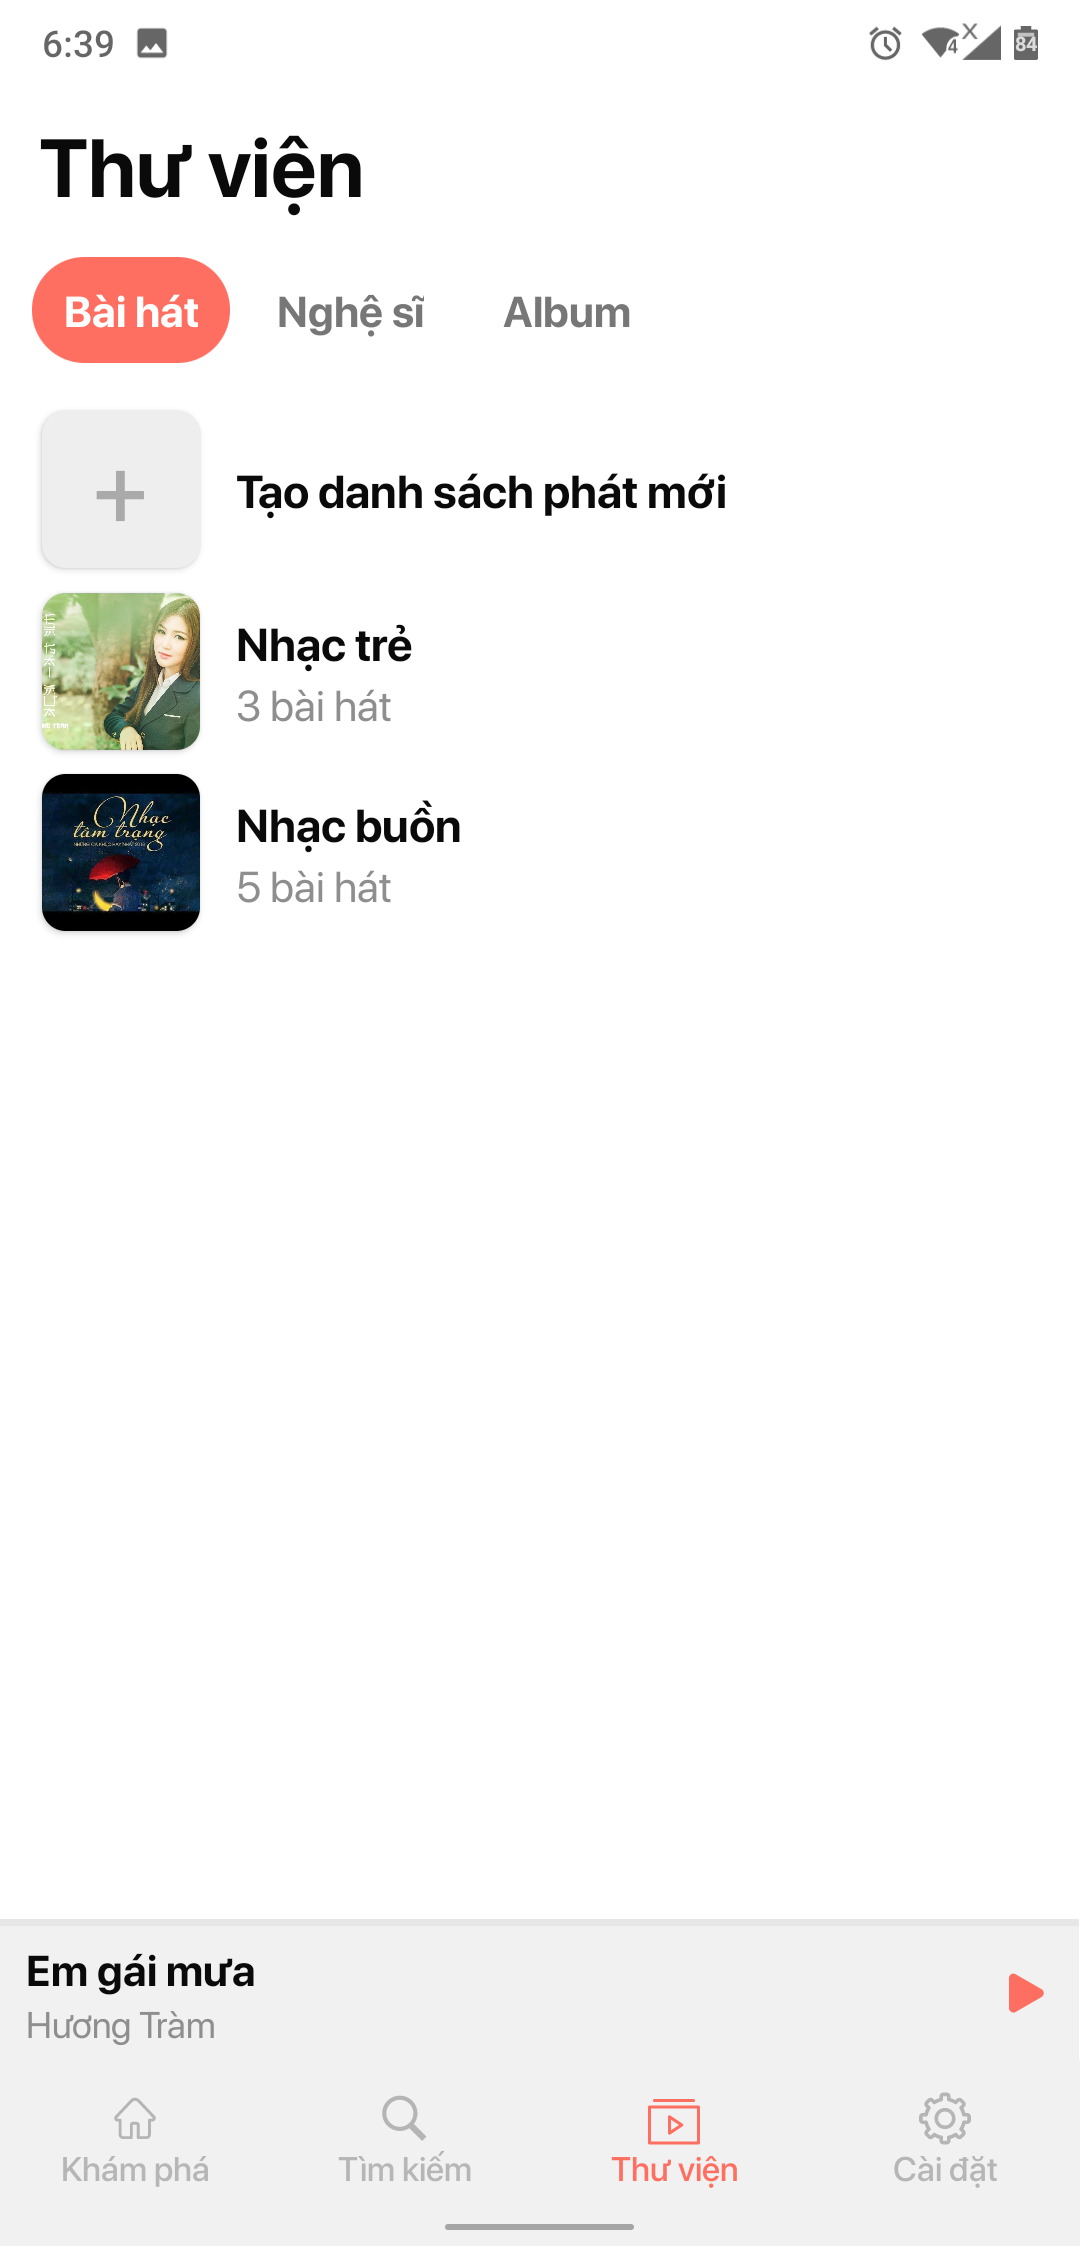 6:39
4
X
84
Thư viện
Bài hát
Nghệ sĩ
Album
Tạo danh sách phát mới
Nhạc trẻ
3 bài hát
Nhạc
tâm trạng
Nhạc buồn
5 bài hát
Em gái mưa
Hương Tràm
Khám phá
Tìm kiếm
Thư viện
Cài đặt